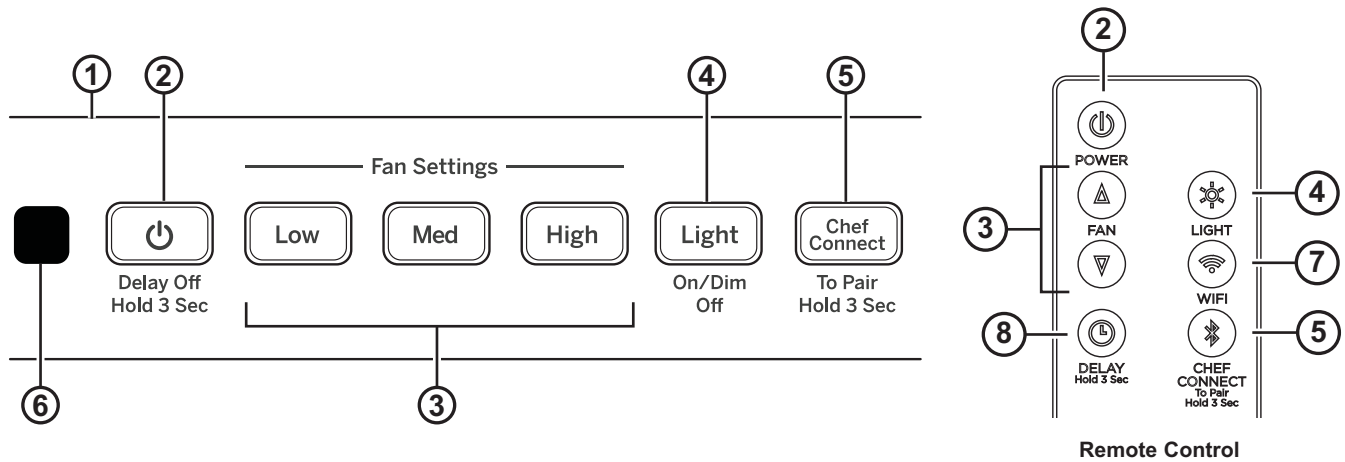 2
1
2
4
5
Fan Settings
POWER
3
4
Low
Med
High
Light
Chef
Connect
FAN
LIGHT
7
Delay Off
Hold 3 Sec
On/Dim
Off
To Pair
Hold 3 Sec
WIFI
8
5
DELAY
Hold 3 Sec
CHEF
CONNECT
To Pair
Hold 3 Sec
6
3
Remote Control